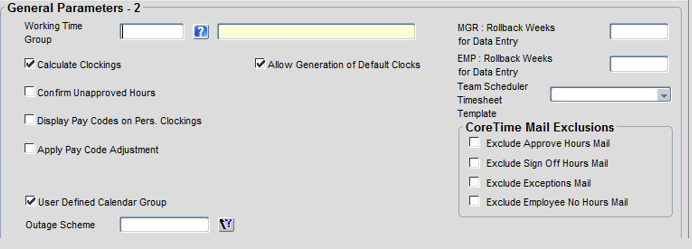 General Parameters - 2
Working Time
Group
?
MGR : Rollback Weeks
for Data Entry
Calculate Clockings
Allow Generation of Default Clocks
EMP : Rollback Weeks
for Data Entry
Team Scheduler
Timesheet
Template
Confirm Unapproved Hours
Display Pay Codes on Pers. Clockings
Apply Pay Code Adjustment
CoreTime Mail Exclusions
Exclude Approve Hours Mail
Exclude Sign Off Hours Mail
Exclude Exceptions Mail
Exclude Employee No Hours Mail
User Defined Calendar Group
Outage Scheme